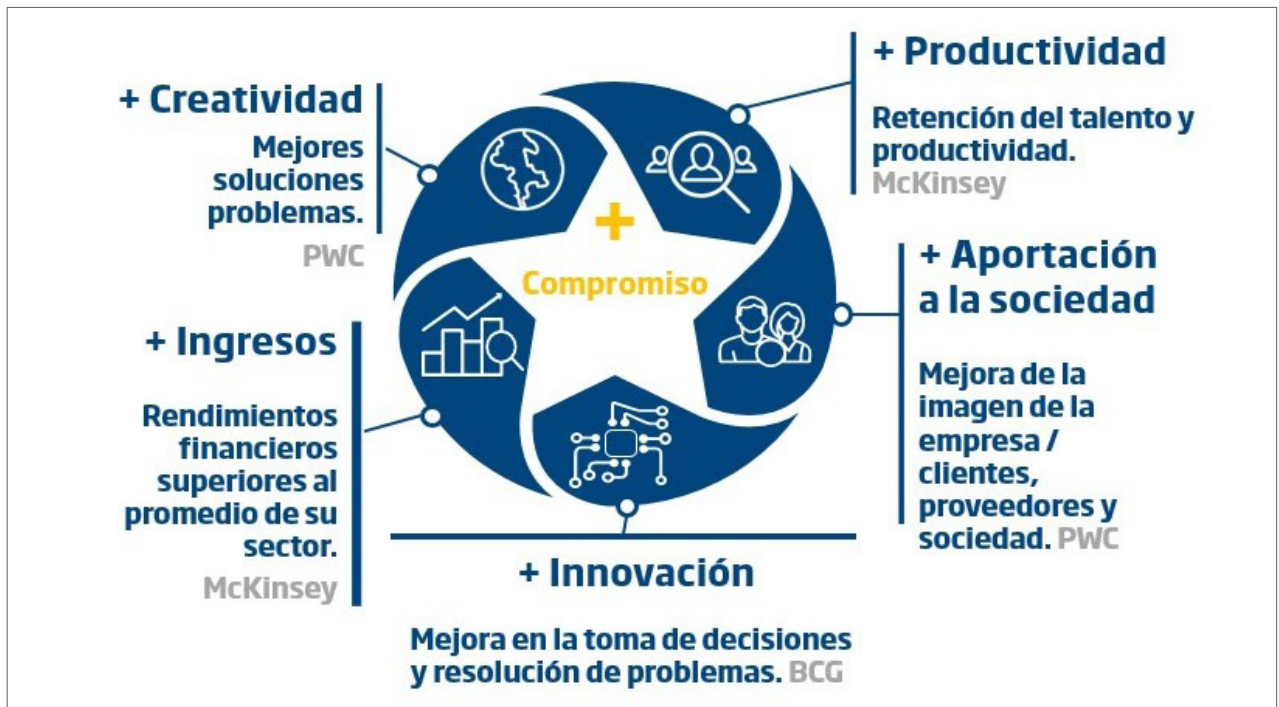 + Creatividad
Mejores
soluciones
problemas.
PWC
+ Productividad
Retención del talento y
productividad.
McKinsey
+
Compromiso
+ Aportación
a la sociedad
Mejora de la
imagen de la
empresa /
clientes,
proveedores y
sociedad. PWC
+ Ingresos
Rendimientos
financieros
superiores al
promedio de su
sector.
McKinsey
+ Innovación
Mejora en la toma de decisiones
y resolución de problemas. BCG